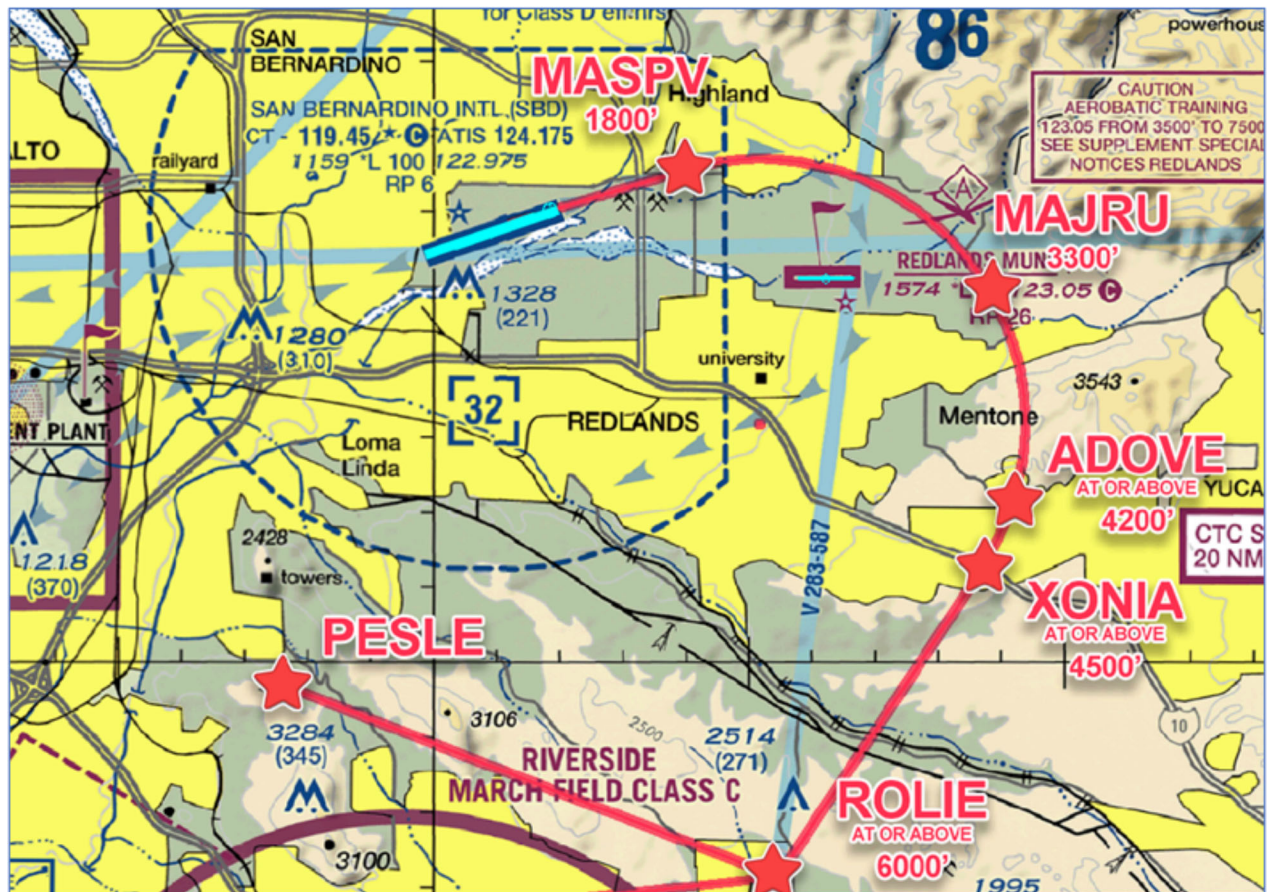 for Class D eff hrs
86
powerhous
SAN
BERNARDINO
SAN BERNARDINO INTL (SBD)
CT - 119.45 * C ATIS 124.175
1159 *L 100 122.975
RP 6
MASPV
1800'
Highland
CAUTION
AEROBATIC TRAINING
123.05 FROM 3500' TO 7500
SEE SUPPLEMENT SPECIAL
NOTICES REDLANDS
ALTO
railyard
A
MAJRU
3300'
REDLANDS MUN
1574 *L 23.05 C
RP 26
1328
(221)
1280
(310)
university
3543
32
REDLANDS
Mentone
ENT PLANT
Loma
Linda
ADOVE
AT OR ABOVE
4200'
YUCA
CTC S
20 NM
1218
(370)
2428
towers
V 283-587
XONIA
AT OR ABOVE
4500'
PESLE
3106
2500
10
3284
(345)
2514
(271)
RIVERSIDE
MARCH FIELD CLASS C
ROLIE
AT OR ABOVE
6000'
3100
1995